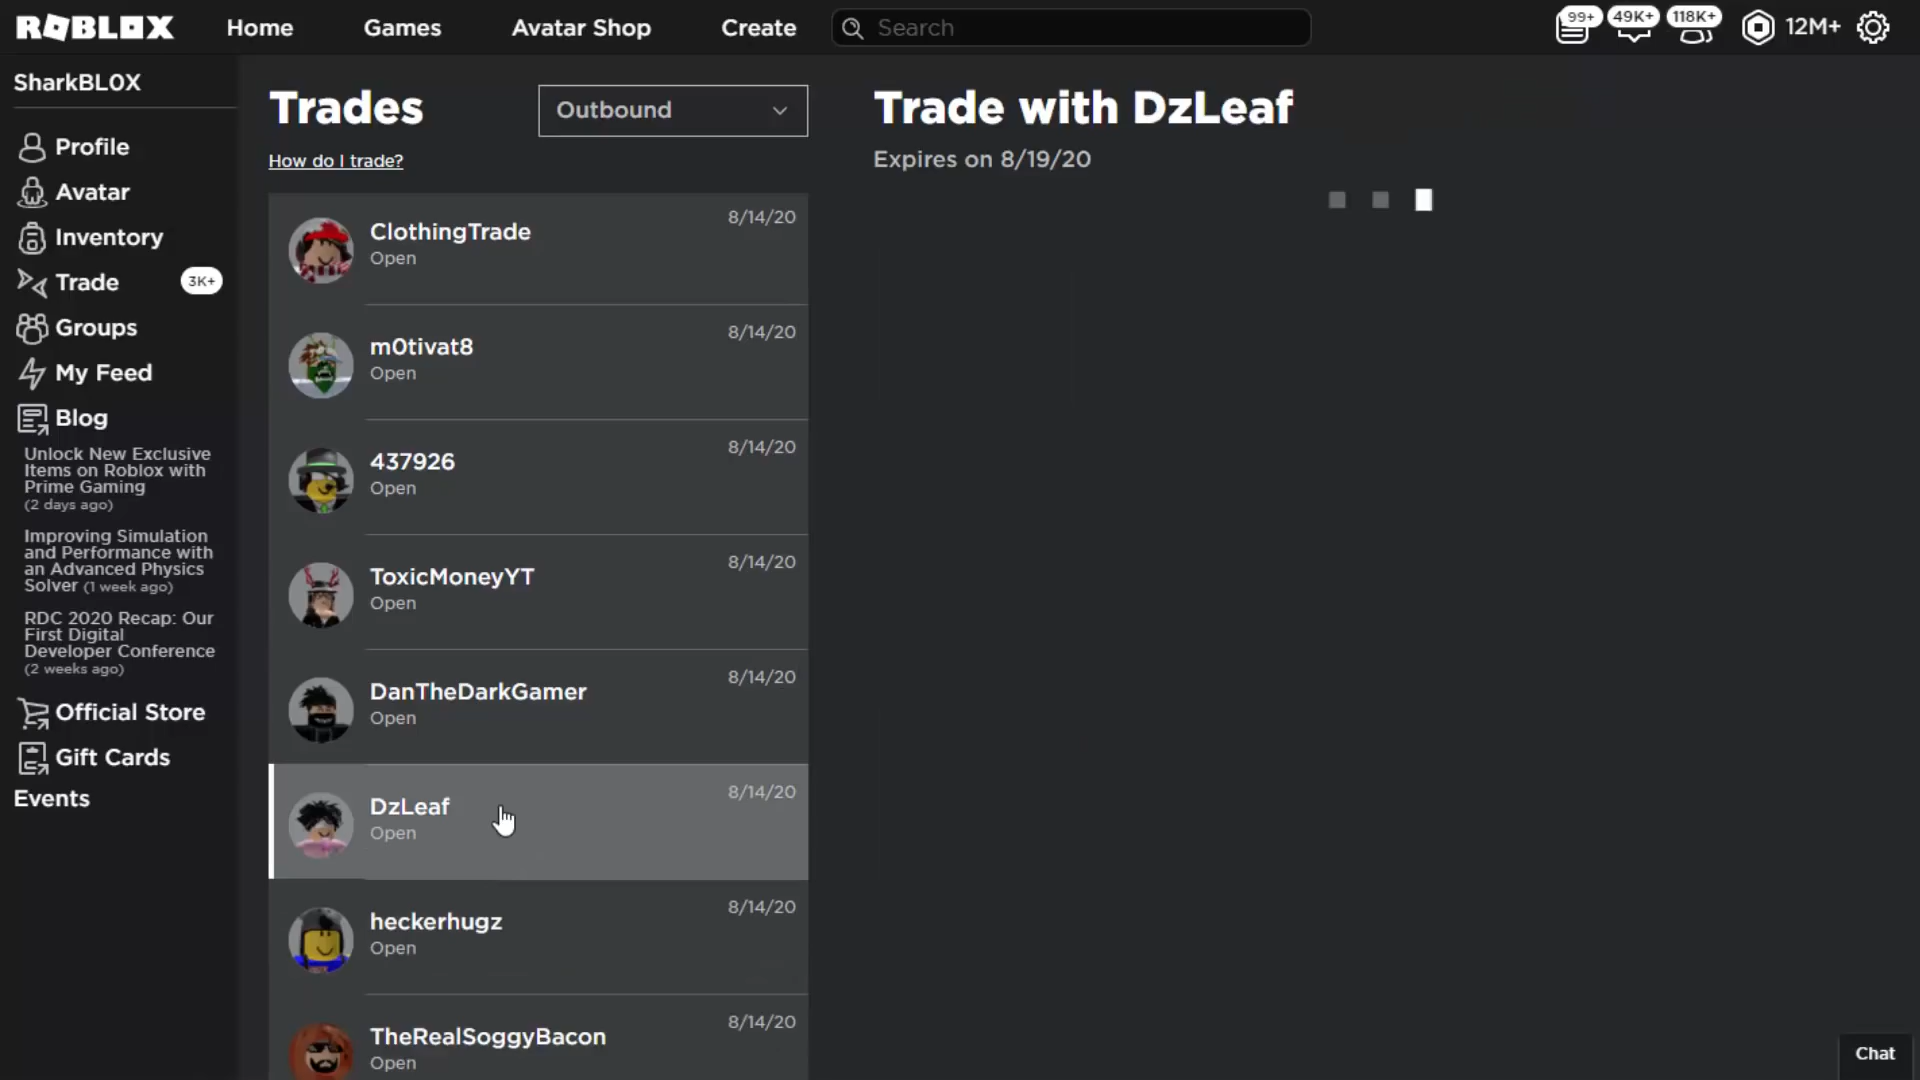 ROBLOX
Home
Games
Avatar Shop
Create
Search
99+
49K+
118K+
12M+
SharkBL0X
Profile
Avatar
Inventory
Trade
3K+
Groups
My Feed
Blog
Unlock New Exclusive
Items on Roblox with
Prime Gaming
(2 days ago)
Improving Simulation
and Performance with
an Advanced Physics
Solver (1 week ago)
RDC 2020 Recap: Our
First Digital
Developer Conference
(2 weeks ago)
Official Store
Gift Cards
Events
Trades
Outbound
How do I trade?
ClothingTrade
8/14/20
Open
m0tivat8
8/14/20
Open
437926
8/14/20
Open
ToxicMoneyYT
8/14/20
Open
DanTheDarkGamer
8/14/20
Open
DzLeaf
8/14/20
Open
heckerhugz
8/14/20
Open
TheRealSoggyBacon
8/14/20
Open
Trade with DzLeaf
Expires on 8/19/20
Chat